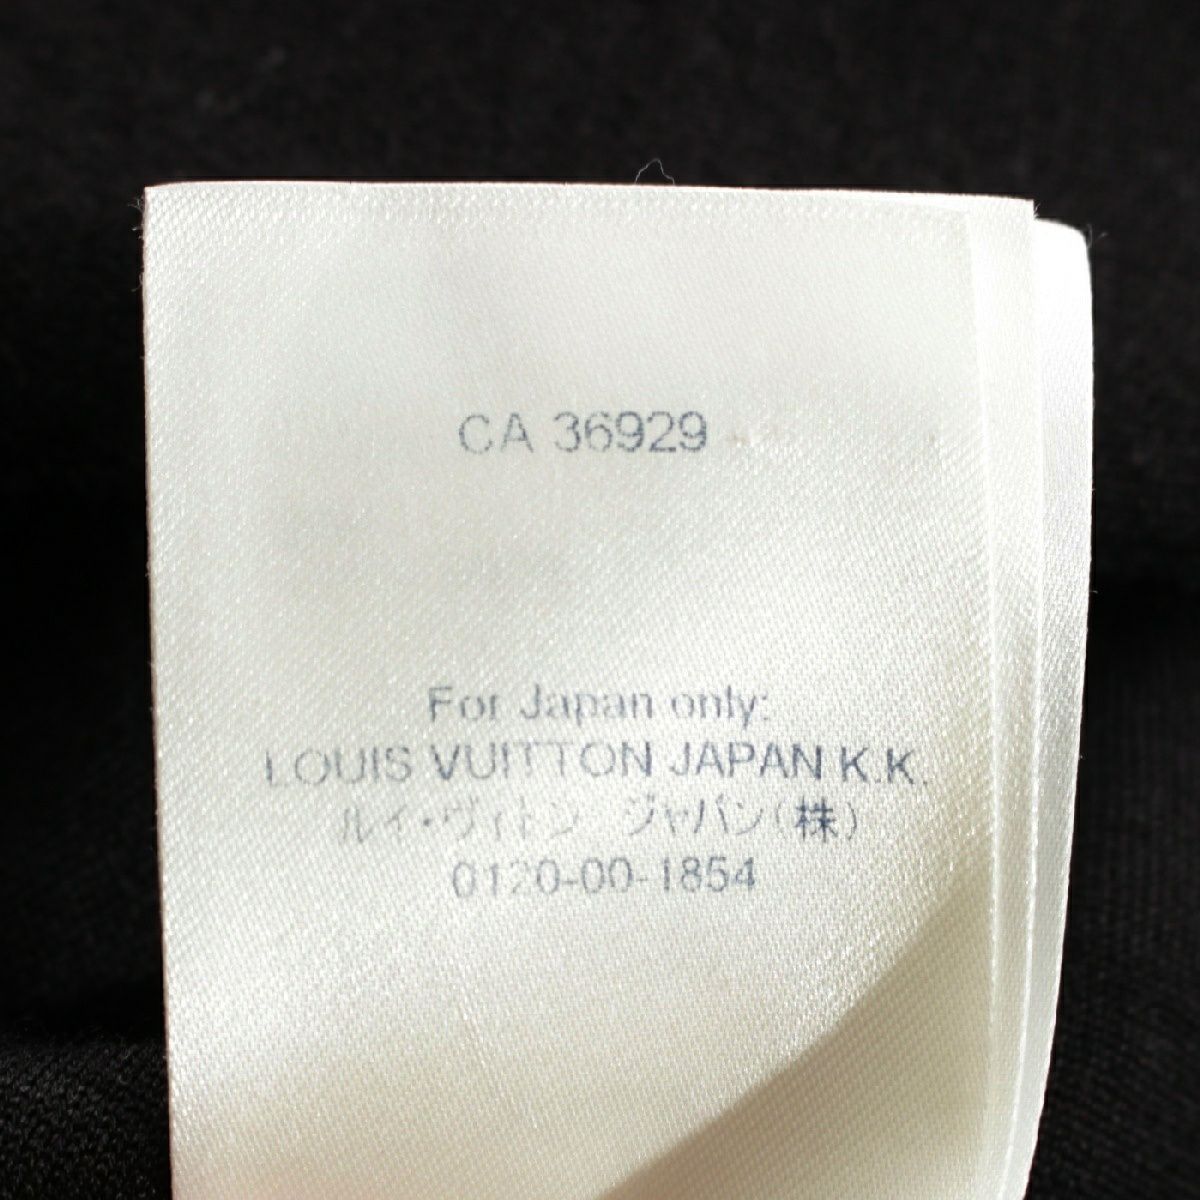 CA 36929
For Japan only:
LOUIS VUITTON JAPAN K.K.
ルイ・ヴィトン ジャパン(株)
0120-00-1854